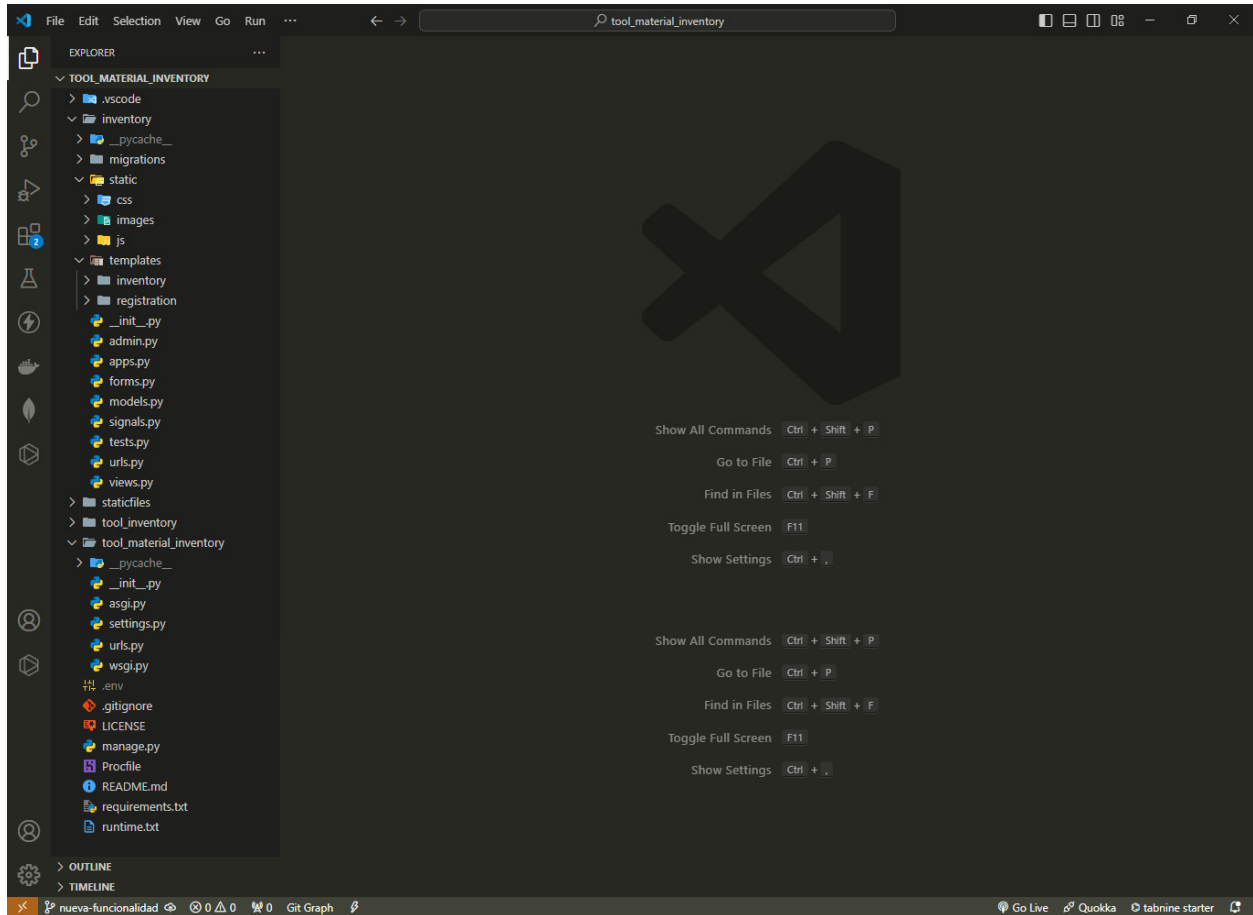 File Edit Selection View Go Run ··· ← → tool_material_inventory
EXPLORER ···
TOOL_MATERIAL_INVENTORY
.vscode
inventory
__pycache__
migrations
static
css
images
js
templates
inventory
registration
__init__.py
admin.py
apps.py
forms.py
models.py
signals.py
tests.py
urls.py
views.py
staticfiles
tool_inventory
tool_material_inventory
__pycache__
__init__.py
asgi.py
settings.py
urls.py
wsgi.py
.env
.gitignore
LICENSE
manage.py
Procfile
README.md
requirements.txt
runtime.txt
OUTLINE
TIMELINE
2
Show All Commands Ctrl + Shift + P
Go to File Ctrl + P
Find in Files Ctrl + Shift + F
Toggle Full Screen F11
Show Settings Ctrl + ,
Show All Commands Ctrl + Shift + P
Go to File Ctrl + P
Find in Files Ctrl + Shift + F
Toggle Full Screen F11
Show Settings Ctrl + ,
nueva-funcionalidad 0 0 0 Git Graph Go Live Quokka tabnine starter